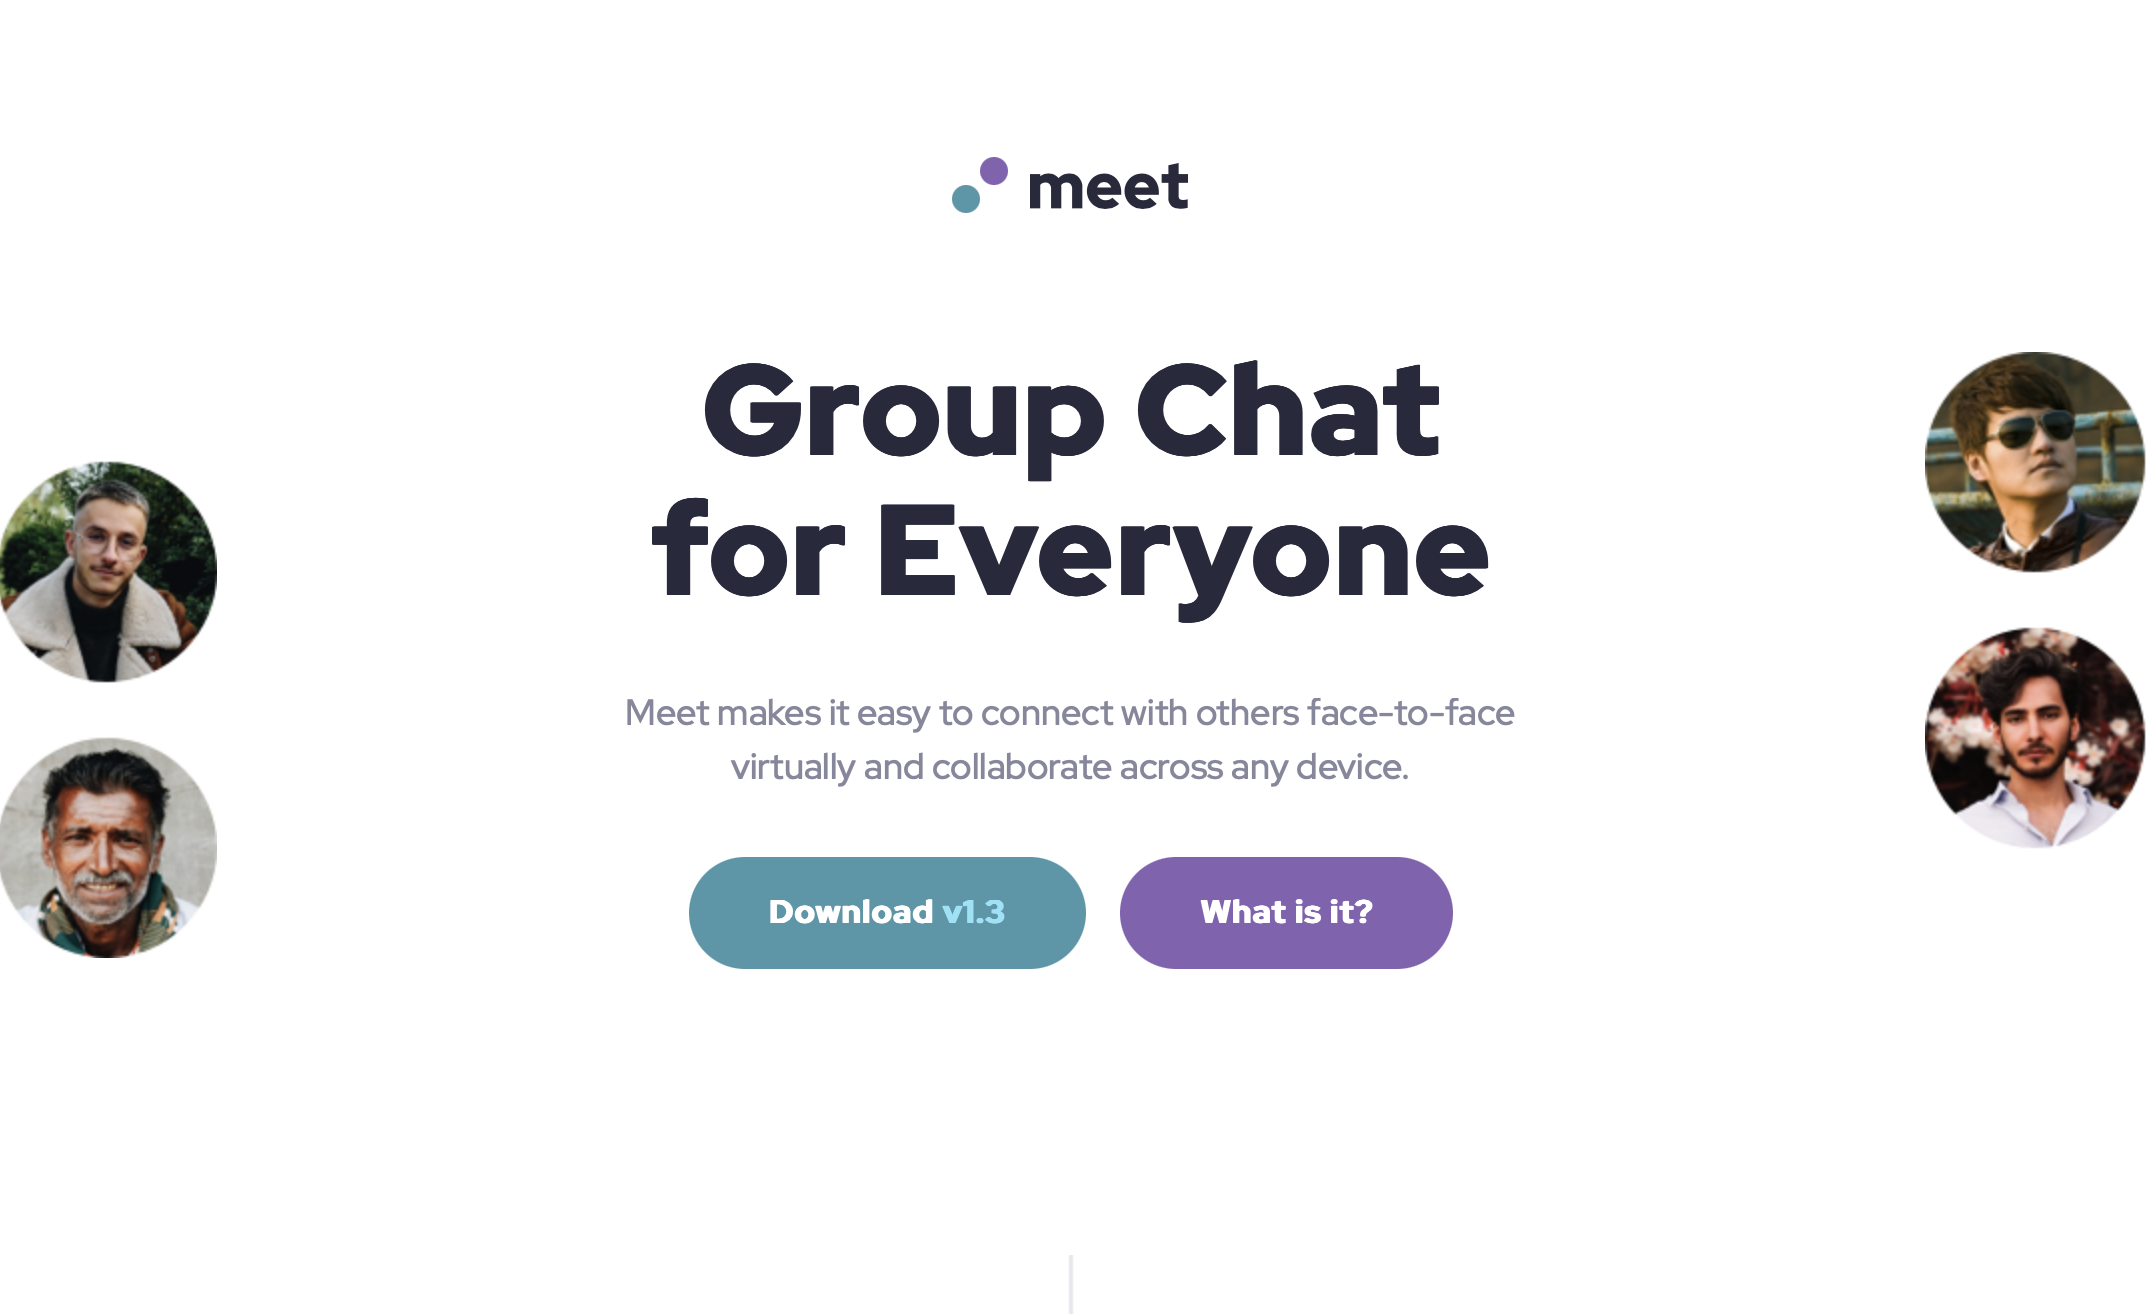 meet
Group Chat
for Everyone
Meet makes it easy to connect with others face-to-face
virtually and collaborate across any device.
Download v1.3
What is it?